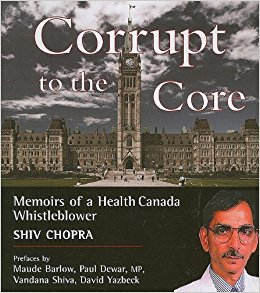 Corrupt
to the
Core
Memoirs of a Health Canada
Whistleblower
SHIV CHOPRA
Prefaces by
Maude Barlow, Paul Dewar, MP,
Vandana Shiva, David Yazbeck